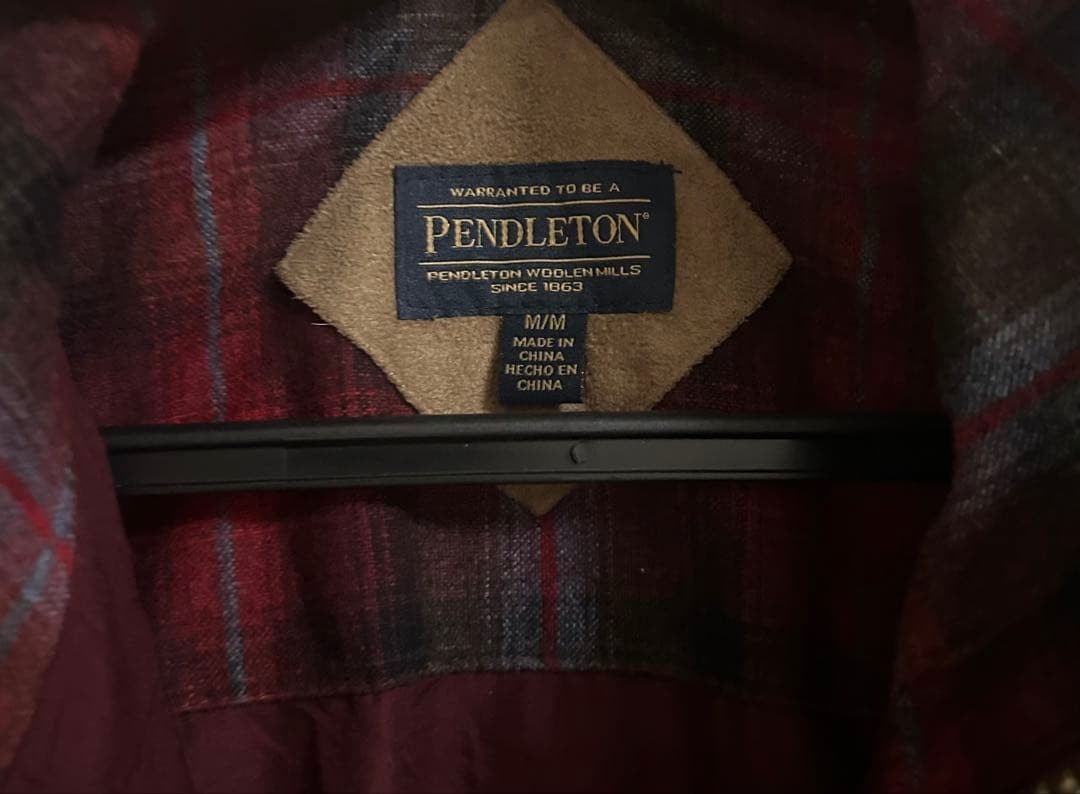 WARRANTED TO BE A
PENDLETON®
PENDLETON WOOLEN MILLS
SINCE 1863
M/M
MADE IN
CHINA
HECHO EN
CHINA